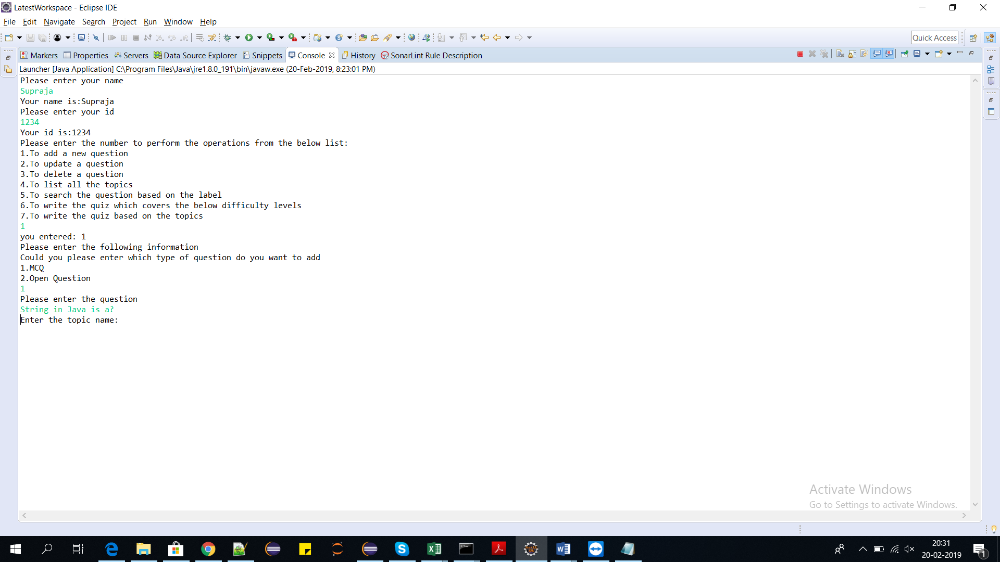 LatestWorkspace - Eclipse IDE
File Edit Navigate Search Project Run Window Help
Quick Access
Markers Properties Servers Data Source Explorer Snippets Console History SonarLint Rule Description
Launcher [Java Application] C:\Program Files\Java\jre1.8.0_191\bin\javaw.exe (20-Feb-2019, 8:23:01 PM)
Please enter your name
Supraja
Your name is:Supraja
Please enter your id
1234
Your id is:1234
Please enter the number to perform the operations from the below list:
1.To add a new question
2.To update a question
3.To delete a question
4.To list all the topics
5.To search the question based on the label
6.To write the quiz which covers the below difficulty levels
7.To write the quiz based on the topics
1
you entered: 1
Please enter the following information
Could you please enter which type of question do you want to add
1.MCQ
2.Open Question
1
Please enter the question
String in Java is a?
Enter the topic name:
Activate Windows
Go to Settings to activate Windows.
20:31
20-02-2019
1